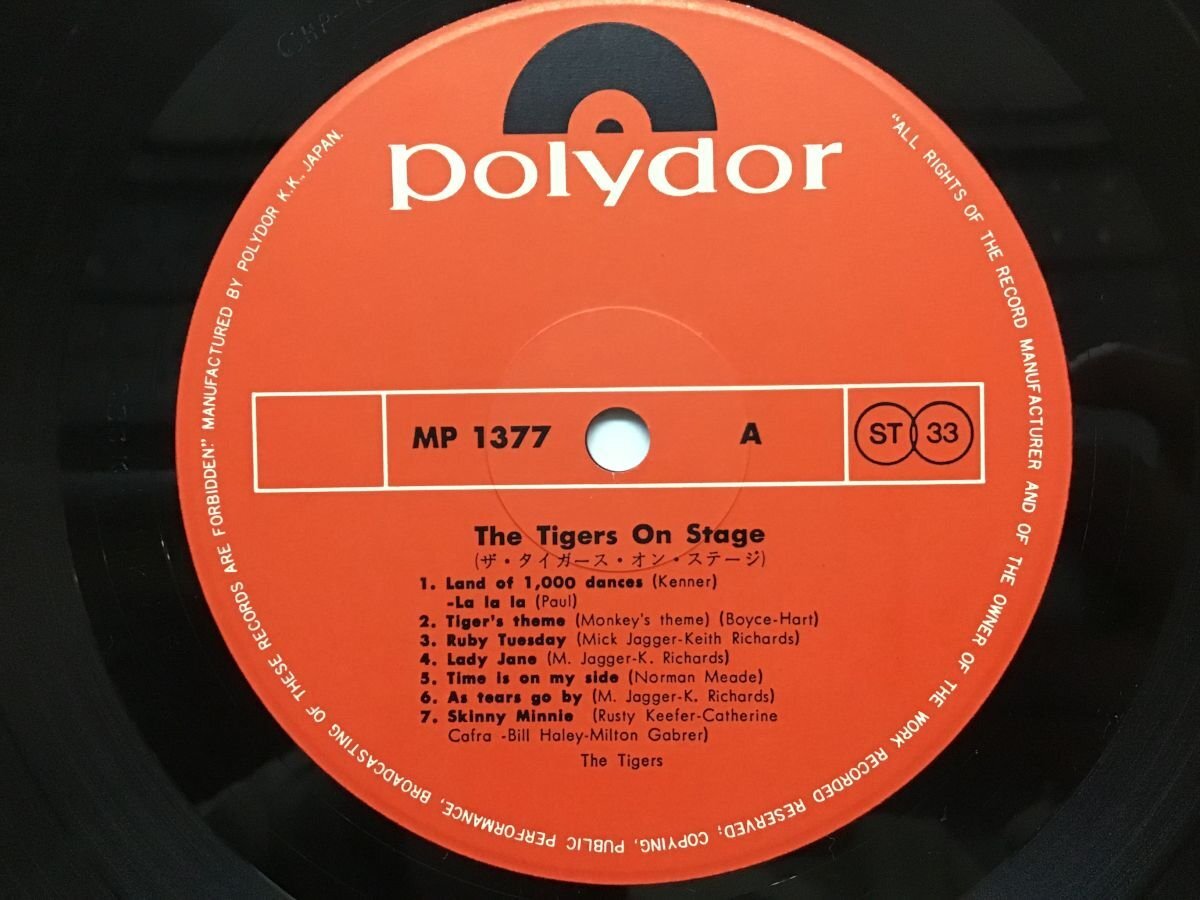 polydor
MP 1377
A
ST 33
The Tigers On Stage
(ザ・タイガース・オン・ステージ)
1. Land of 1,000 dances (Kenner)
-La la la (Paul)
2. Tiger's theme (Monkey's theme) (Boyce-Hart)
3. Ruby Tuesday (Mick Jagger-Keith Richards)
4. Lady Jane (M. Jagger-K. Richards)
5. Time is on my side (Norman Meade)
6. As tears go by (M. Jagger-K. Richards)
7. Skinny Minnie (Rusty Keefer-Catherine
Cafra -Bill Haley-Milton Gabrer)
The Tigers
"ALL RIGHTS OF THE RECORD MANUFACTURER AND OF THE OWNER OF THE WORK RECORDED RESERVED; COPYING, PUBLIC PERFORMANCE, BROADCASTING OF THESE RECORDS ARE FORBIDDEN." MANUFACTURED BY POLYDOR K.K., JAPAN.